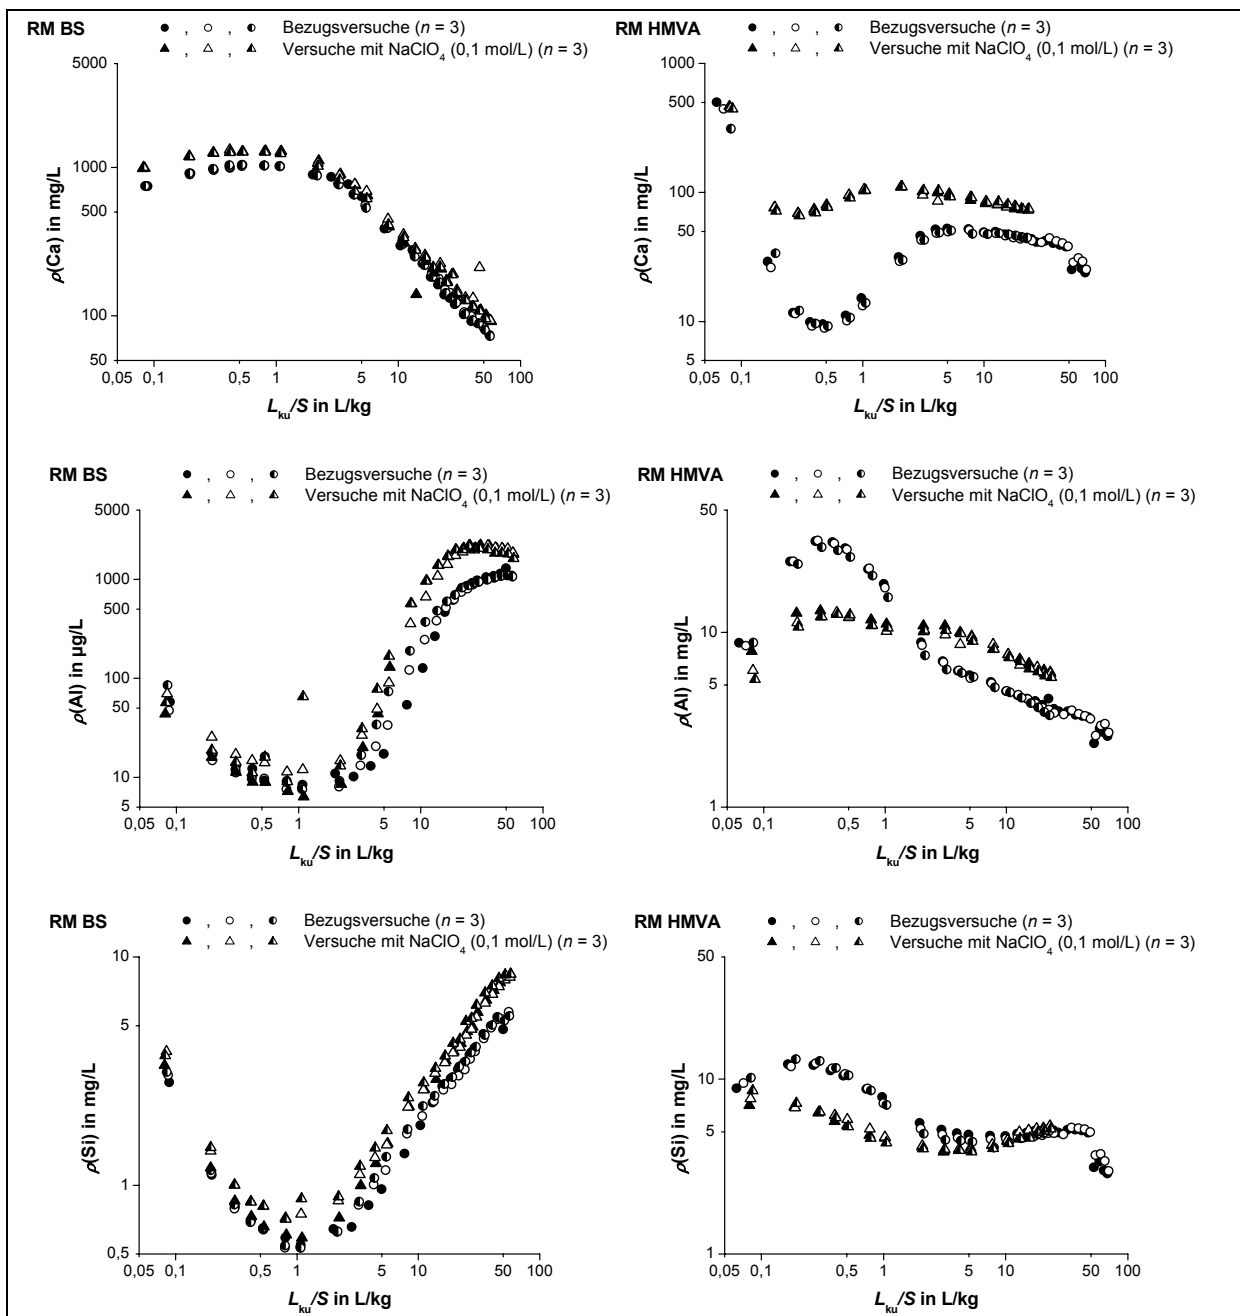 RM BS
● , ○ , ◐ Bezugsversuche (n = 3)
▲ , △ , ◮ Versuche mit NaClO4 (0,1 mol/L) (n = 3)
5000
1000
500
100
50
ρ(Ca) in mg/L
0,05 0,1 0,5 1 5 10 50 100
Lku/S in L/kg
RM HMVA
● , ○ , ◐ Bezugsversuche (n = 3)
▲ , △ , ◮ Versuche mit NaClO4 (0,1 mol/L) (n = 3)
1000
500
100
50
10
5
ρ(Ca) in mg/L
0,05 0,1 0,5 1 5 10 50 100
Lku/S in L/kg
RM BS
● , ○ , ◐ Bezugsversuche (n = 3)
▲ , △ , ◮ Versuche mit NaClO4 (0,1 mol/L) (n = 3)
5000
1000
500
100
50
10
5
ρ(Al) in µg/L
0,05 0,1 0,5 1 5 10 50 100
Lku/S in L/kg
RM HMVA
● , ○ , ◐ Bezugsversuche (n = 3)
▲ , △ , ◮ Versuche mit NaClO4 (0,1 mol/L) (n = 3)
50
10
5
1
ρ(Al) in mg/L
0,05 0,1 0,5 1 5 10 50 100
Lku/S in L/kg
RM BS
● , ○ , ◐ Bezugsversuche (n = 3)
▲ , △ , ◮ Versuche mit NaClO4 (0,1 mol/L) (n = 3)
10
5
1
0,5
ρ(Si) in mg/L
0,05 0,1 0,5 1 5 10 50 100
Lku/S in L/kg
RM HMVA
● , ○ , ◐ Bezugsversuche (n = 3)
▲ , △ , ◮ Versuche mit NaClO4 (0,1 mol/L) (n = 3)
50
10
5
1
ρ(Si) in mg/L
0,05 0,1 0,5 1 5 10 50 100
Lku/S in L/kg